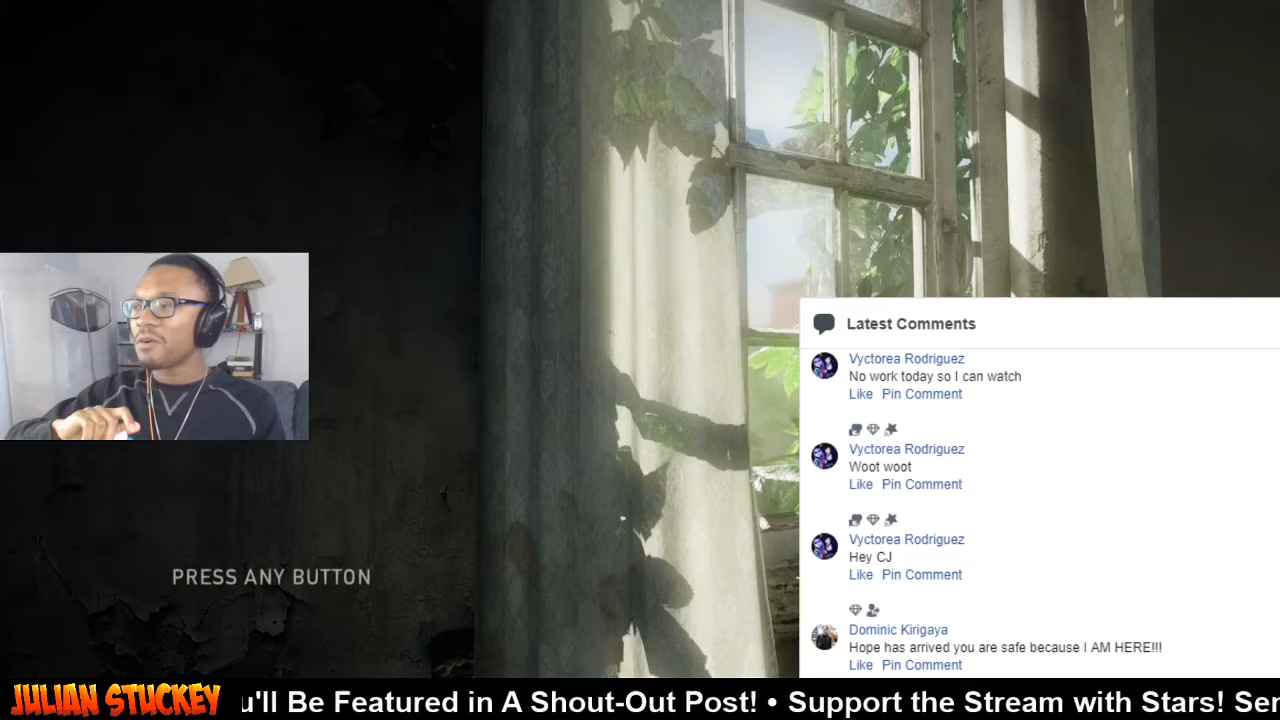 Latest Comments
Vyctorea Rodriguez
No work today so I can watch
Like Pin Comment
Vyctorea Rodriguez
Woot woot
Like Pin Comment
Vyctorea Rodriguez
Hey CJ
Like Pin Comment
PRESS ANY BUTTON
Dominic Kirigaya
Hope has arrived you are safe because I AM HERE!!!
Like Pin Comment
JULIAN STUCKEY u'll Be Featured in A Shout-Out Post! • Support the Stream with Stars! Ser